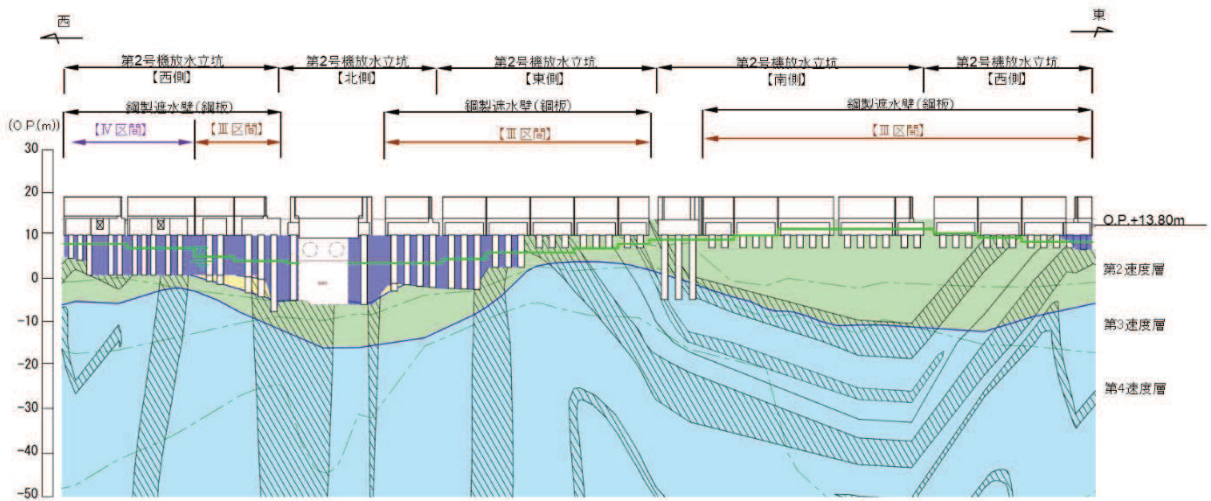 西
東
第2号機放水立坑
【西側】
第2号機放水立坑
【北側】
第2号機放水立坑
【東側】
第2号機放水立坑
【南側】
第2号機放水立坑
【西側】
鋼製遮水壁(鋼板)
鋼製遮水壁(鋼板)
鋼製遮水壁(鋼板)
【Ⅳ区間】
【Ⅲ区間】
【Ⅲ区間】
【Ⅲ区間】
(O.P.(m))
30
20
10
0
-10
-20
-30
-40
-50
O.P.+13.80m
第2速度層
第3速度層
第4速度層